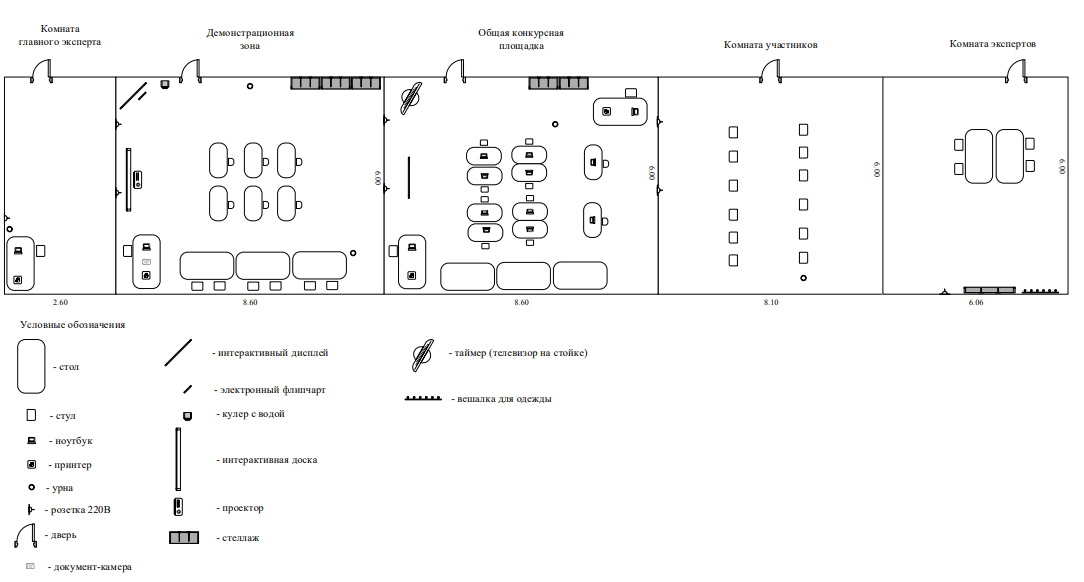 Комната
главного эксперта
Демонстрационная
зона
Общая конкурсная
площадка
Комната участников
Комната экспертов
6.00
6.00
6.00
6.00
2.60
8.60
8.60
8.10
6.06
Условные обозначения
- стол
- стул
- ноутбук
- принтер
- урна
- розетка 220В
- дверь
- документ-камера
- интерактивный дисплей
- электронный флипчарт
- кулер с водой
- интерактивная доска
- проектор
- стеллаж
- таймер (телевизор на стойке)
- вешалка для одежды